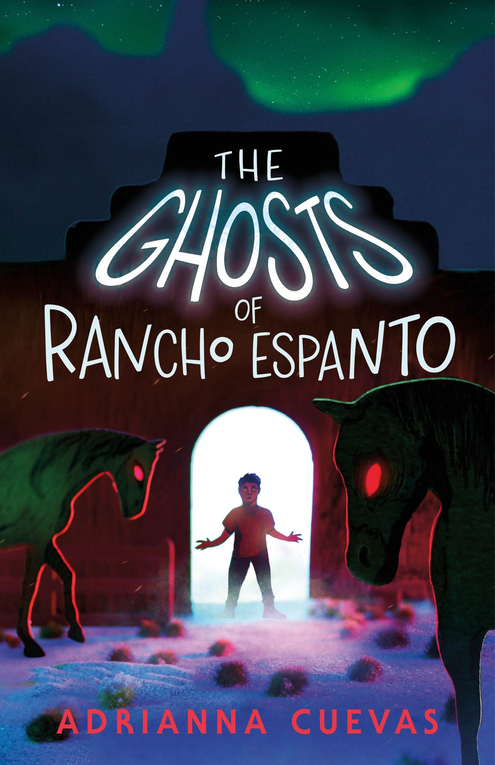 THE
GHOSTS
OF
RANCHO ESPANTO
ADRIANNA CUEVAS